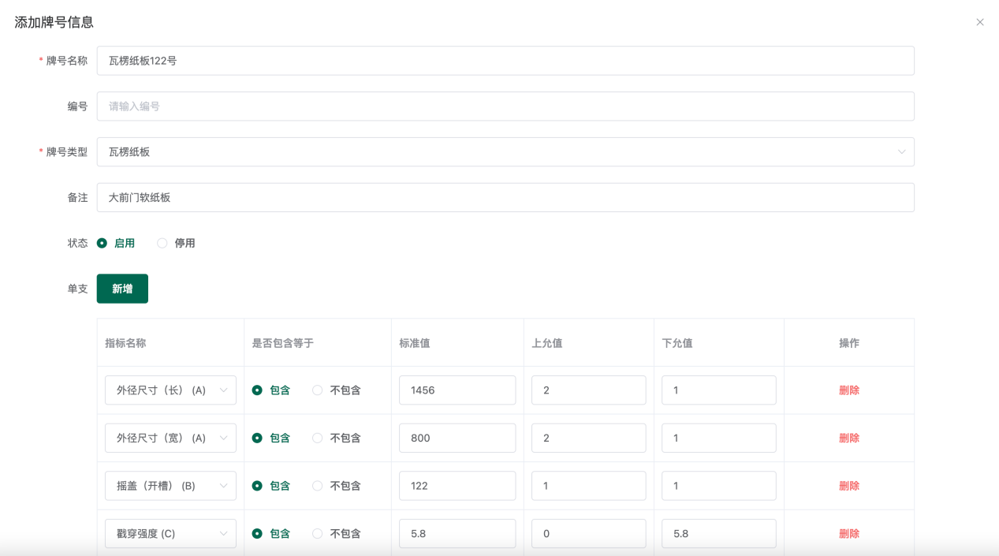 添加牌号信息
* 牌号名称 瓦楞纸板122号
编号 请输入编号
* 牌号类型 瓦楞纸板
备注 大前门软纸板
状态 启用 停用
单支 新增
指标名称 是否包含等于 标准值 上允值 下允值 操作
外径尺寸（长） (A) 包含 不包含 1456 2 1 删除
外径尺寸（宽） (A) 包含 不包含 800 2 1 删除
摇盖（开槽） (B) 包含 不包含 122 1 1 删除
戳穿强度 (C) 包含 不包含 5.8 0 5.8 删除